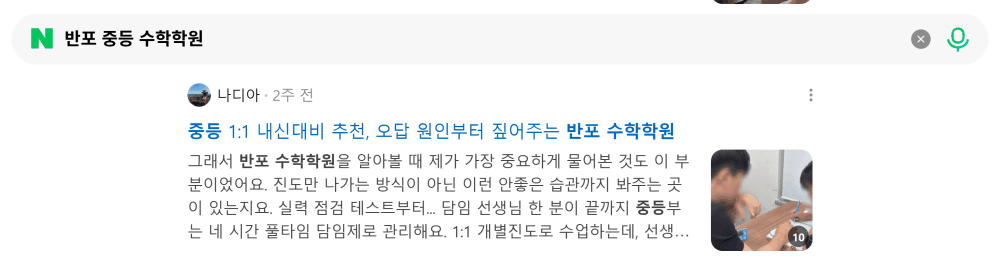 반포 중등 수학학원
나디아 · 2주 전
중등 1:1 내신대비 추천, 오답 원인부터 짚어주는 반포 수학학원
그래서 반포 수학학원을 알아볼 때 제가 가장 중요하게 물어본 것도 이 부
분이었어요. 진도만 나가는 방식이 아닌 이런 안좋은 습관까지 봐주는 곳
이 있는지요. 실력 점검 테스트부터... 담임 선생님 한 분이 끝까지 중등부
는 네 시간 풀타임 담임제로 관리해요. 1:1 개별진도로 수업하는데, 선생...
10